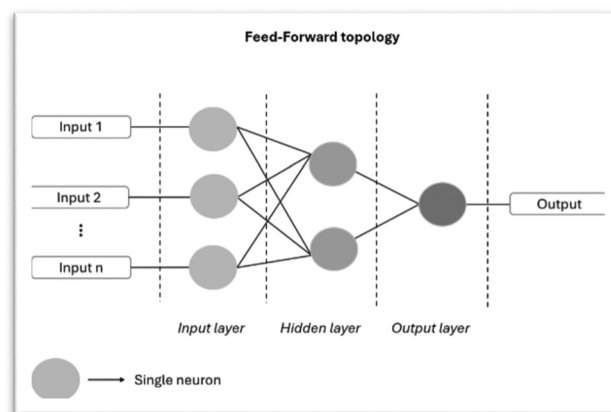 Feed-Forward topology
Input 1
Input 2
⋮
Input n
Output
Input layer
Hidden layer
Output layer
Single neuron